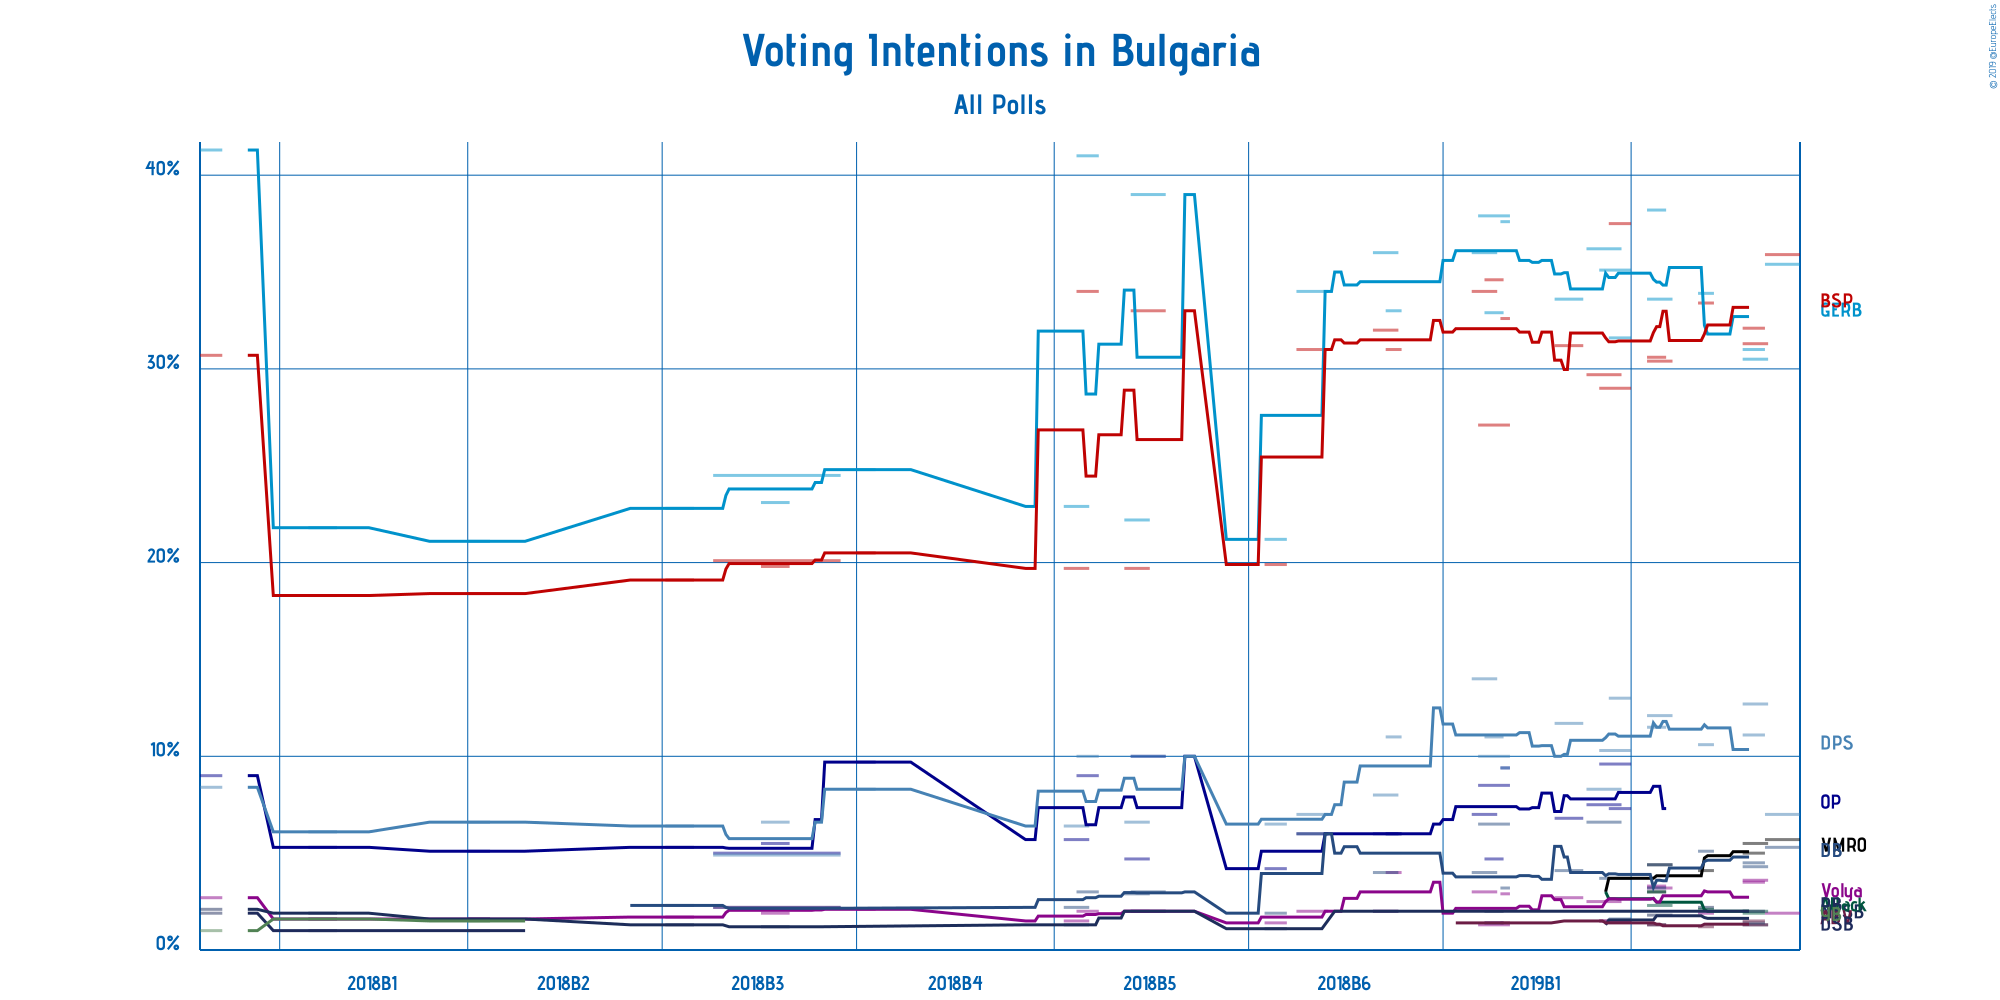 © 2019 @EuropeElects
Voting Intentions in Bulgaria
All Polls
40%
30%
20%
10%
0%
BSP
GERB
DPS
OP
VMRO
DB
Volya
DSB
2018B1
2018B2
2018B3
2018B4
2018B5
2018B6
2019B1